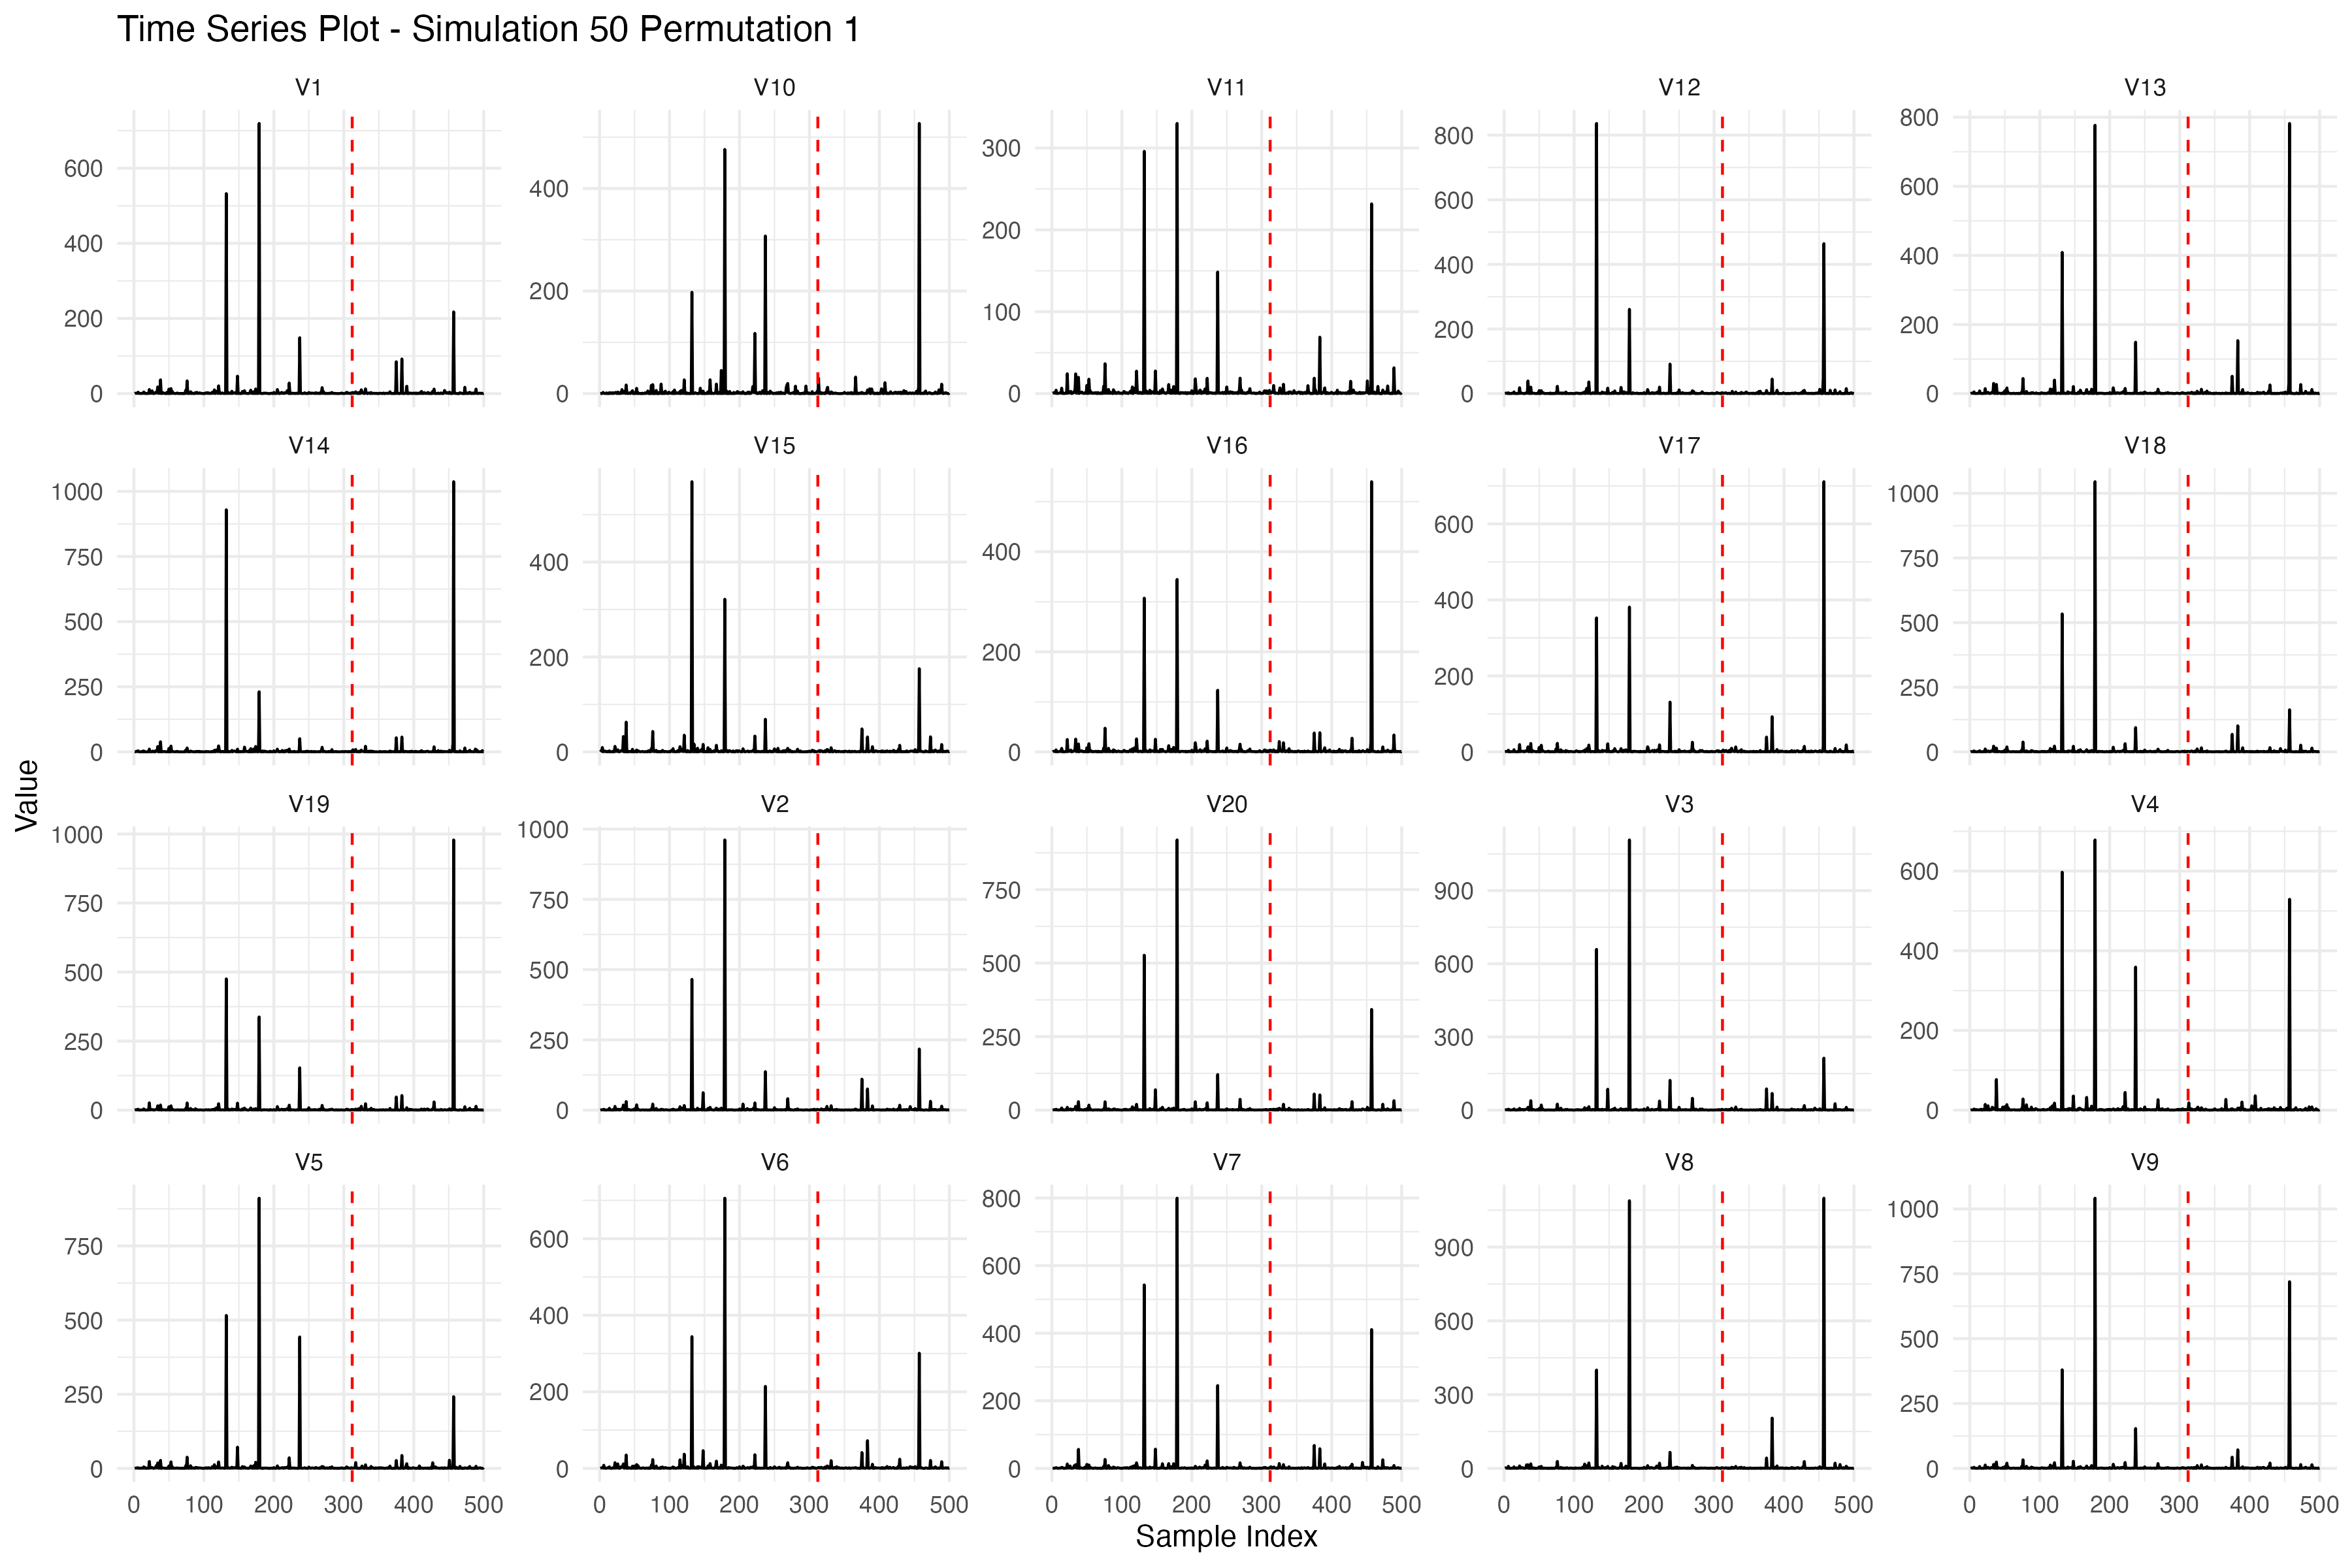 Time Series Plot - Simulation 50 Permutation 1
V1 V10 V11 V12 V13
600 400 200 0
400 200 0
300 200 100 0
800 600 400 200 0
800 600 400 200 0
V14 V15 V16 V17 V18
1000 750 500 250 0
400 200 0
400 200 0
600 400 200 0
1000 750 500 250 0
Value
V19 V2 V20 V3 V4
1000 750 500 250 0
1000 750 500 250 0
750 500 250 0
900 600 300 0
600 400 200 0
V5 V6 V7 V8 V9
750 500 250 0
600 400 200 0
800 600 400 200 0
900 600 300 0
1000 750 500 250 0
0 100 200 300 400 500 0 100 200 300 400 500 0 100 200 300 400 500 0 100 200 300 400 500 0 100 200 300 400 500
Sample Index